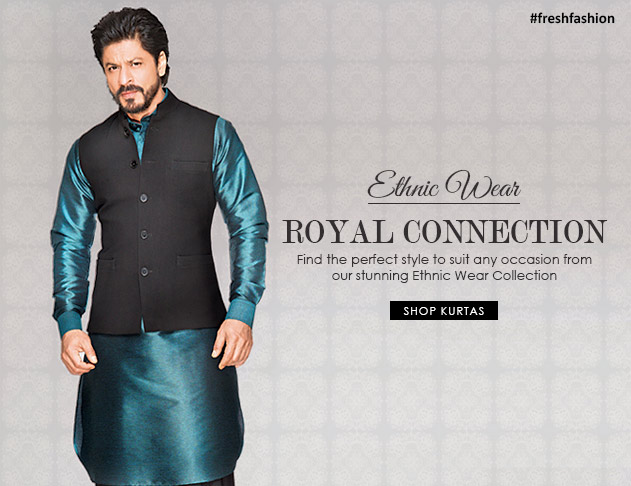 #freshfashion
Ethnic Wear
ROYAL CONNECTION
Find the perfect style to suit any occasion from
our stunning Ethnic Wear Collection
SHOP KURTAS